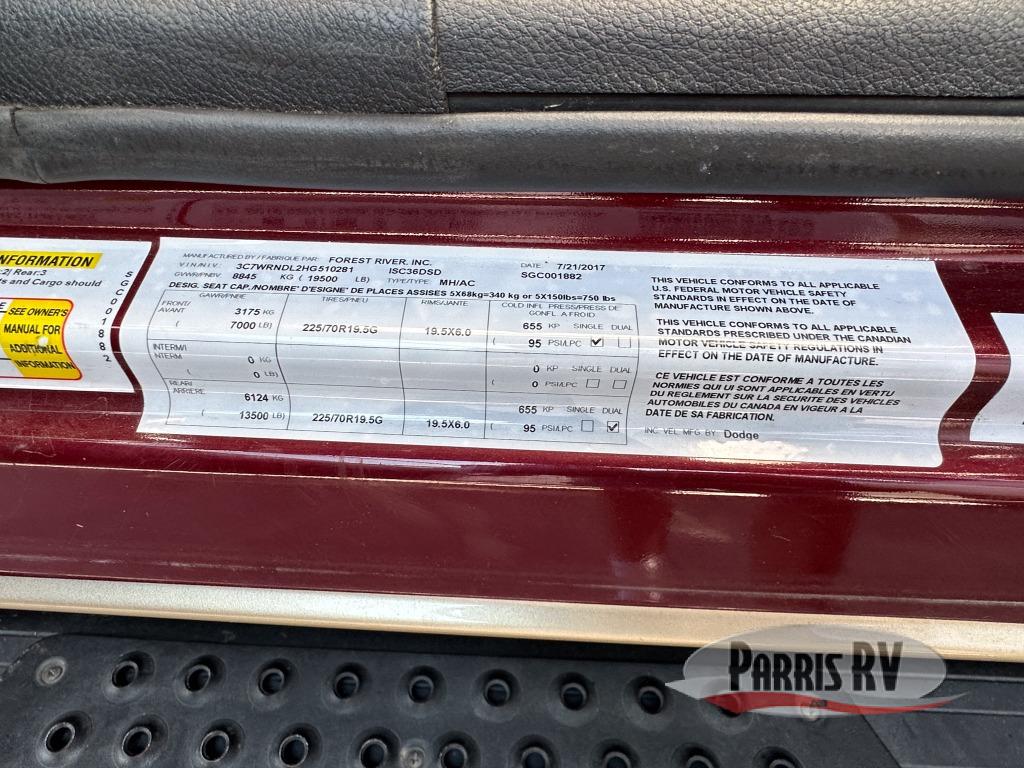 INFORMATION
2| Rear:3
ts and Cargo should
SEE OWNER'S
MANUAL FOR
ADDITIONAL
INFORMATION
SGC001882
MANUFACTURED BY / FABRIQUE PAR: FOREST RIVER, INC.
V.I.N./N.I.V.: 3C7WRNDL2HG510281 ISC36DSD DATE: 7/21/2017
GVWR/PNBV: 8845 KG ( 19500 LB) TYPE/TYPE: MH/AC SGC001882
DESIG. SEAT CAP./NOMBRE' D'ESIGNE' DE PLACES ASSISES 5X68kg=340 kg or 5X150lbs=750 lbs
GAWR/PNBE TIRES/PNEU RIMS/JANTE COLD INFL. PRESS/PRESS DE
GONFL. A FROID
FRONT/
AVANT
3175 KG
( 7000 LB) 225/70R19.5G 19.5X6.0 655 KP SINGLE DUAL
( 95 PSI/LPC
INTERM/I
INTERM
0 KG
( 0 LB)
0 KP SINGLE DUAL
( 0 PSI/LPC
REAR/
ARRIERE
6124 KG
( 13500 LB) 225/70R19.5G 19.5X6.0 655 KP SINGLE DUAL
( 95 PSI/LPC
THIS VEHICLE CONFORMS TO ALL APPLICABLE
U.S. FEDERAL MOTOR VEHICLE SAFETY
STANDARDS IN EFFECT ON THE DATE OF
MANUFACTURE SHOWN ABOVE.
THIS VEHICLE CONFORMS TO ALL APPLICABLE
STANDARDS PRESCRIBED UNDER THE CANADIAN
MOTOR VEHICLE SAFETY REGULATIONS IN
EFFECT ON THE DATE OF MANUFACTURE.
CE VEHICLE EST CONFORME A TOUTES LES
NORMIES QUI UI SONT APPLICABLES EN VERTU
DU REGLEMENT SUR LA SECURITE DES VEHICLES
AUTOMOBILES DU CANADA EN VIGEUR A LA
DATE DE SA FABRICATION.
INC. VEL. MFG. BY Dodge
PARRIS RV